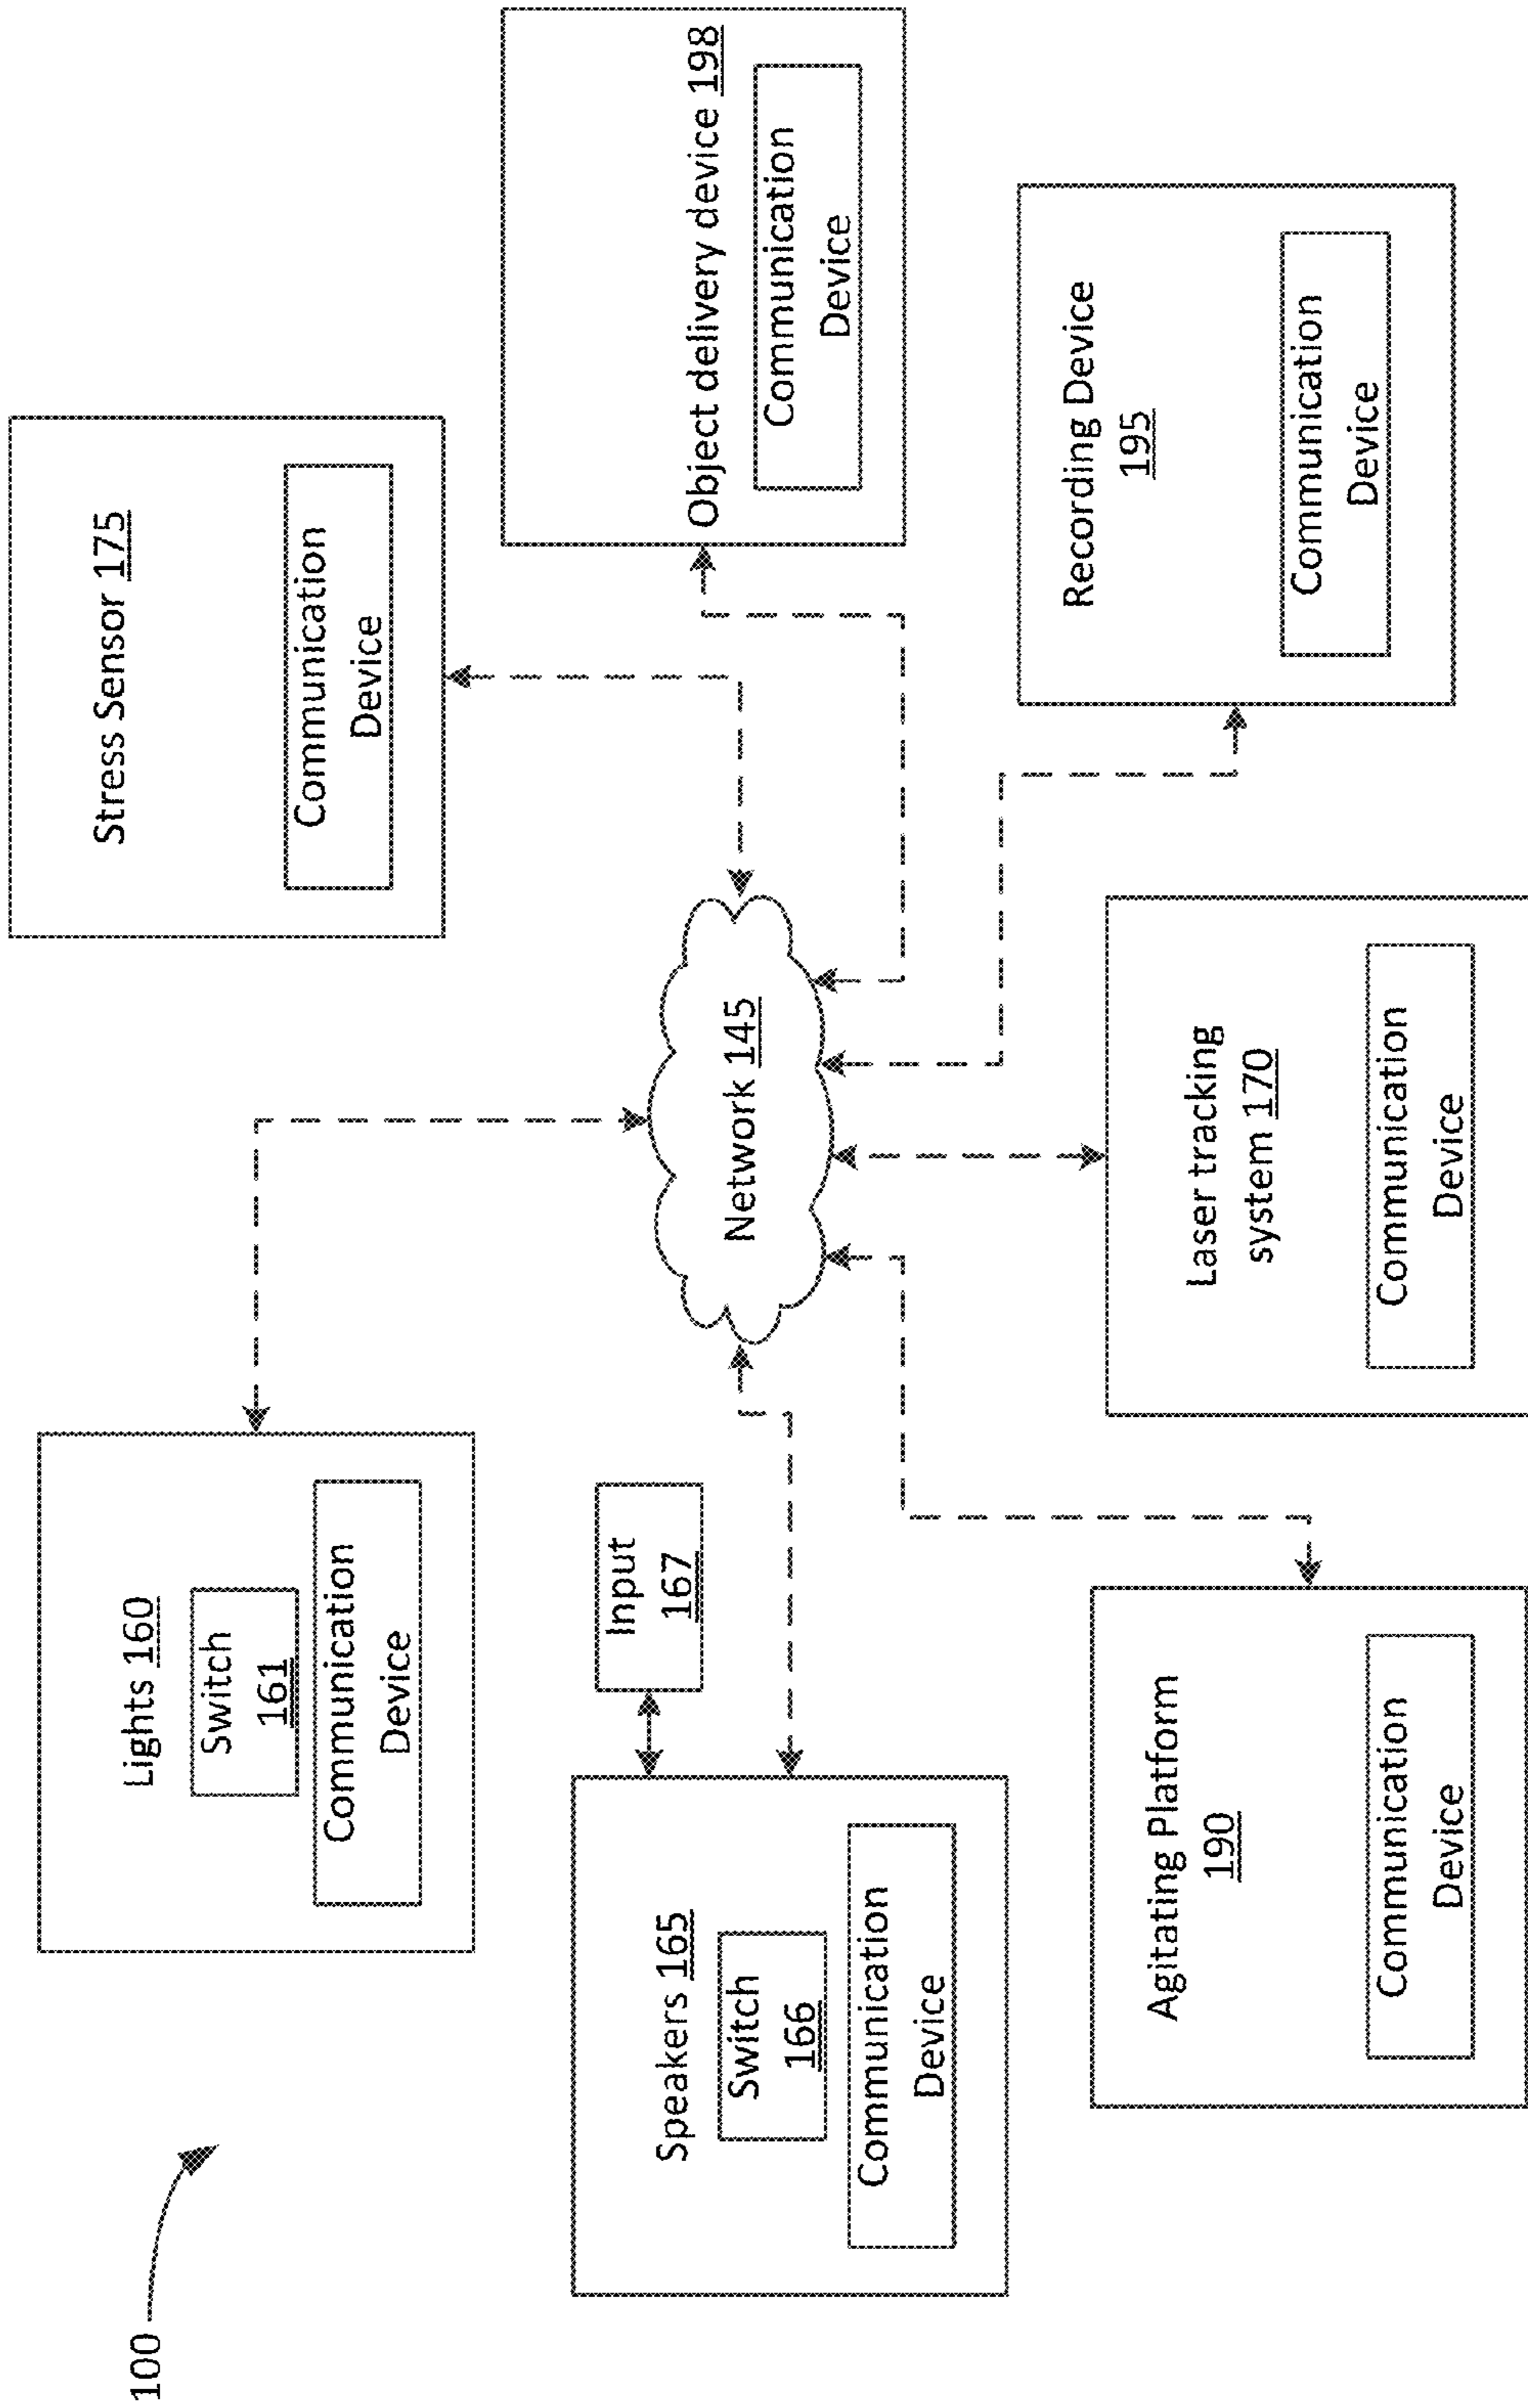 100
Lights 160
Switch
161
Communication
Device
Stress Sensor 175
Communication
Device
Speakers 165
Switch
166
Communication
Device
Input
167
Network 145
Object delivery device 198
Communication
Device
Agitating Platform
190
Communication
Device
Laser tracking
system 170
Communication
Device
Recording Device
195
Communication
Device